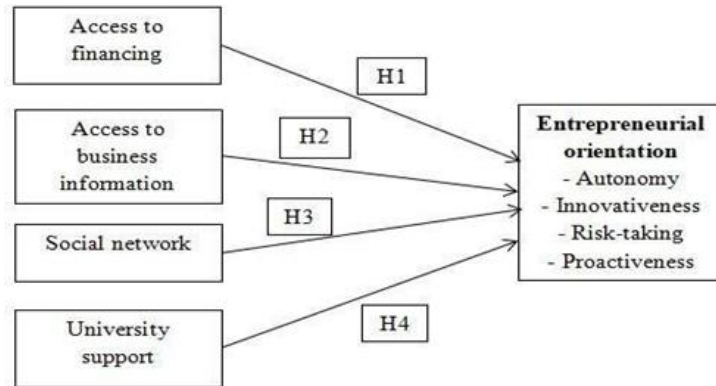 Access to
financing
H1
Access to
business
information
H2
Social network
H3
University
support
H4
Entrepreneurial
orientation
- Autonomy
- Innovativeness
- Risk-taking
- Proactiveness